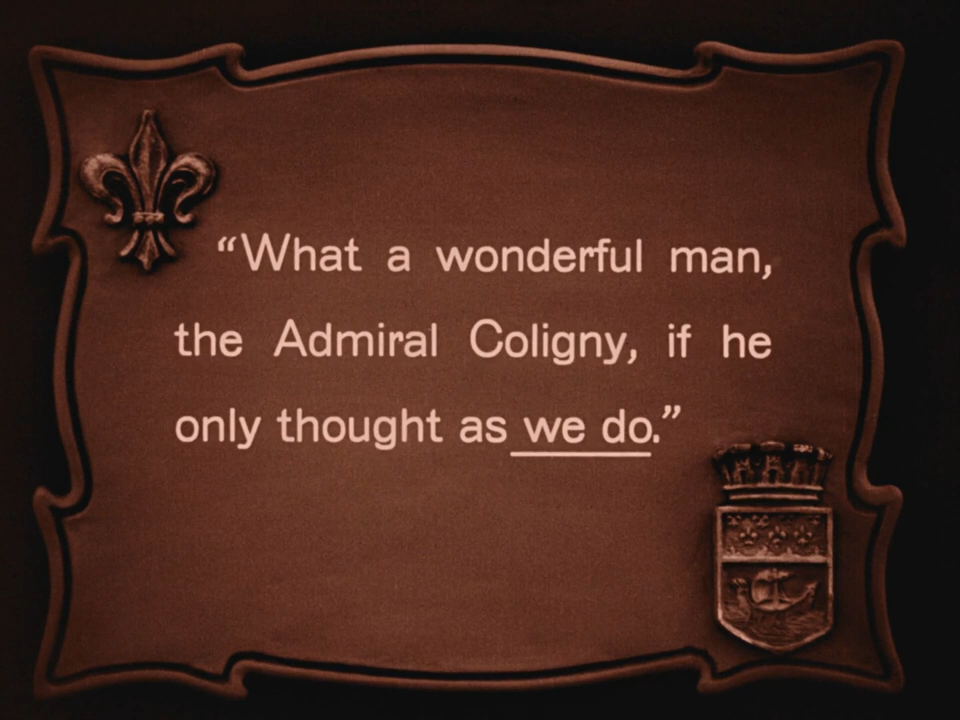 “What a wonderful man,
the Admiral Coligny, if he
only thought as we do.”